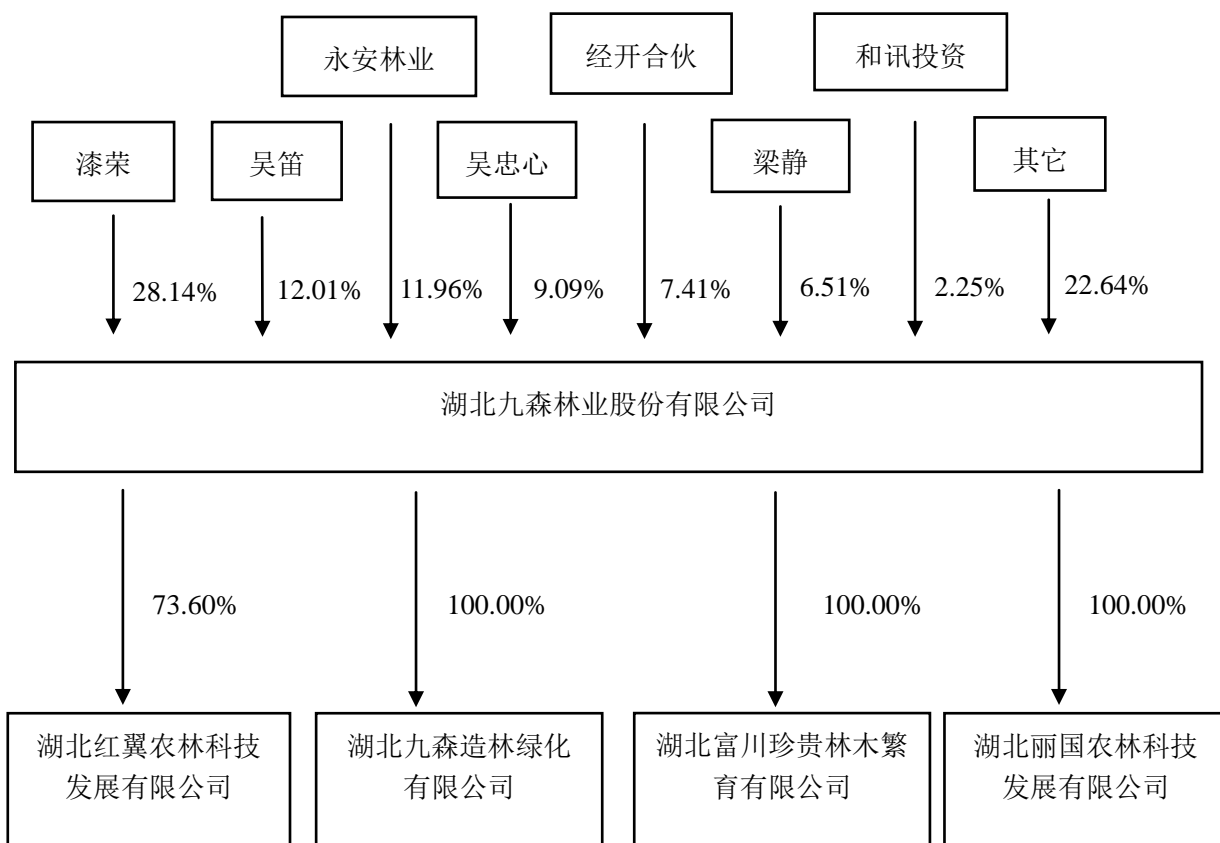 永安林业
经开合伙
和讯投资
漆荣
吴笛
吴忠心
梁静
其它
28.14%
12.01%
11.96%
9.09%
7.41%
6.51%
2.25%
22.64%
湖北九森林业股份有限公司
73.60%
100.00%
100.00%
100.00%
湖北红翼农林科技
发展有限公司
湖北九森造林绿化
有限公司
湖北富川珍贵林木繁
育有限公司
湖北丽国农林科技
发展有限公司